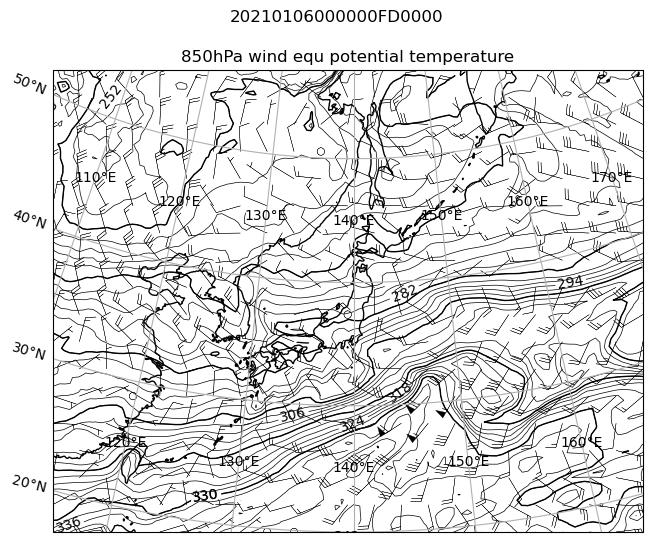 20210106000000FD0000
850hPa wind equ potential temperature
50°N
252
110°E
170°E
120°E
160°E
130°E
150°E
140°E
40°N
294
282
30°N
318
306
324
120°E
160°E
130°E
150°E
140°E
20°N
330
336